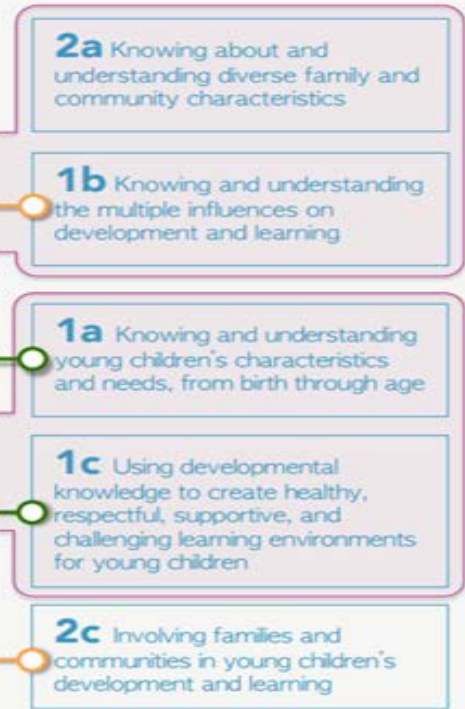 2a Knowing about and
understanding diverse family and
community characteristics
1b Knowing and understanding
the multiple influences on
development and learning
1a Knowing and understanding
young children's characteristics
and needs, from birth through age
1c Using developmental
knowledge to create healthy,
respectful, supportive, and
challenging learning environments
for young children
2c Involving families and
communities in young children's
development and learning